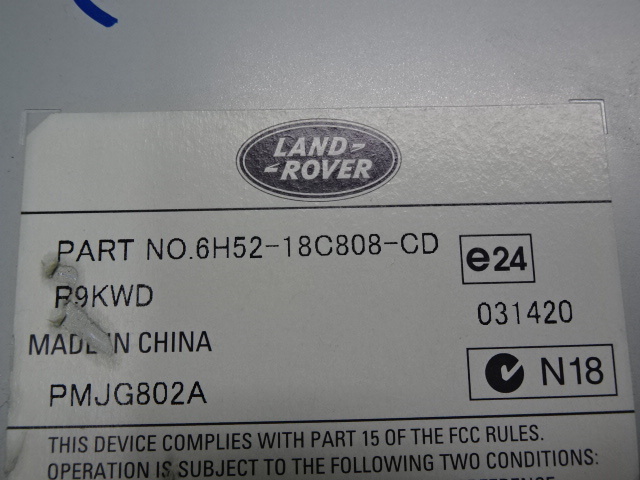 LAND-
-ROVER
PART NO.6H52-18C808-CD
e24
R9KWD
031420
MADE IN CHINA
N18
PMJG802A
THIS DEVICE COMPLIES WITH PART 15 OF THE FCC RULES.
OPERATION IS SUBJECT TO THE FOLLOWING TWO CONDITIONS: